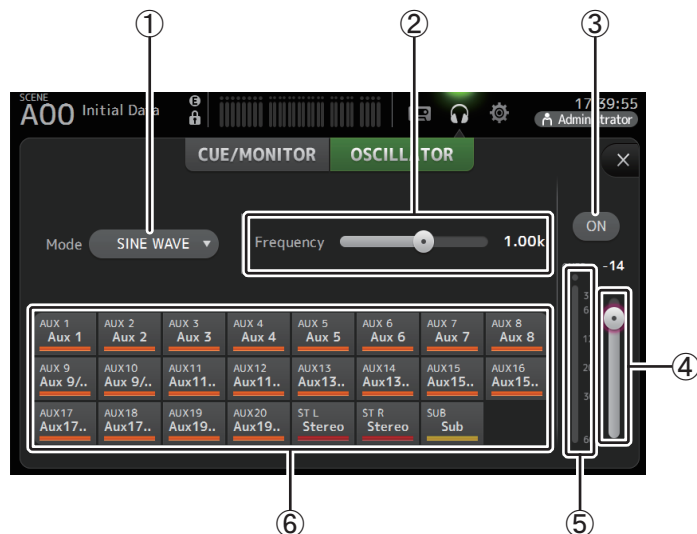 ① ② ③
SCENE
A00 Initial Data
E
17:39:55
Administrator
CUE/MONITOR OSCILLATOR
×
Mode SINE WAVE ▼
Frequency 1.00k
ON
-14
④
AUX 1 AUX 2 AUX 3 AUX 4 AUX 5 AUX 6 AUX 7 AUX 8
Aux 1 Aux 2 Aux 3 Aux 4 Aux 5 Aux 6 Aux 7 Aux 8
AUX 9 AUX10 AUX11 AUX12 AUX13 AUX14 AUX15 AUX16
Aux 9/.. Aux 9/.. Aux11.. Aux11.. Aux13.. Aux13.. Aux15.. Aux15..
AUX17 AUX18 AUX19 AUX20 ST L ST R SUB
Aux17.. Aux17.. Aux19.. Aux19.. Stereo Stereo Sub
⑥ ⑤